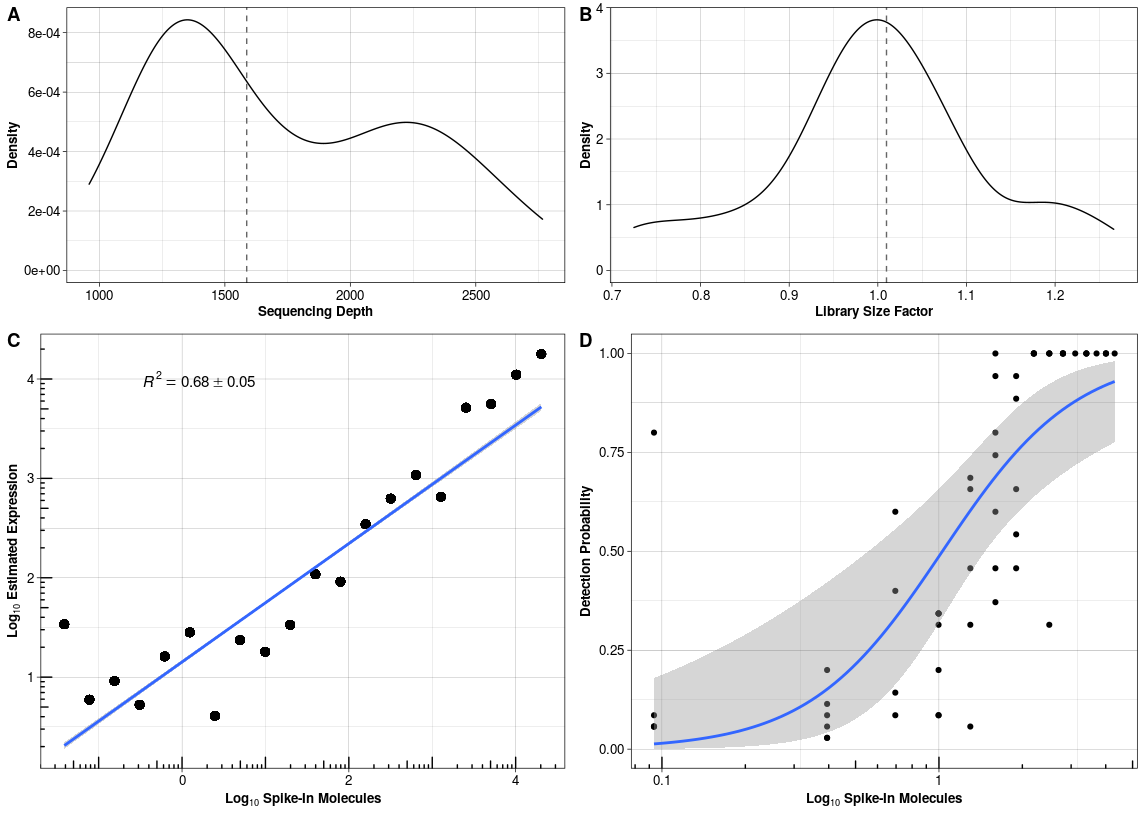 A
8e-04
6e-04
4e-04
2e-04
0e+00
Density
1000 1500 2000 2500
Sequencing Depth
B
4
3
2
1
0
Density
0.7 0.8 0.9 1.0 1.1 1.2
Library Size Factor
C
R² = 0.68 ± 0.05
4
3
2
1
Log₁₀ Estimated Expression
0 2 4
Log₁₀ Spike-In Molecules
D
1.00
0.75
0.50
0.25
0.00
Detection Probability
0.1 1
Log₁₀ Spike-In Molecules